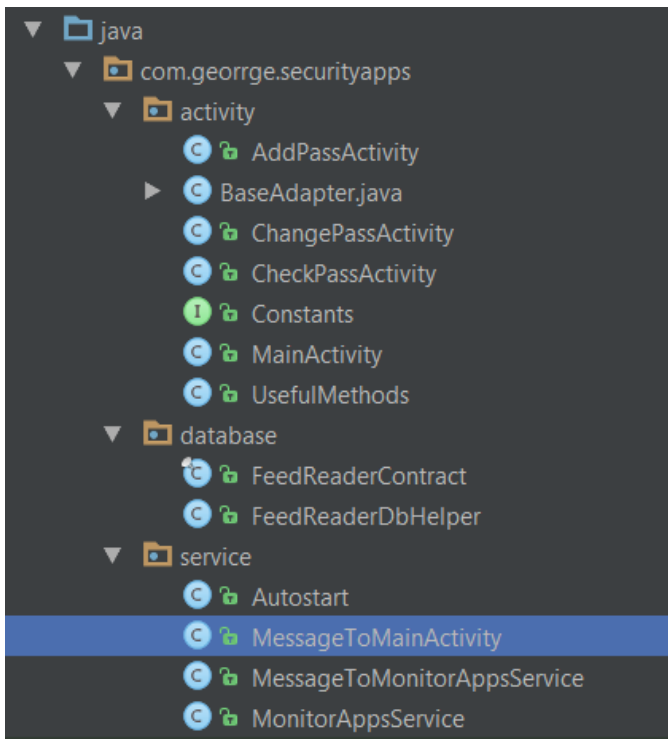 java
com.georrge.securityapps
activity
AddPassActivity
BaseAdapter.java
ChangePassActivity
CheckPassActivity
Constants
MainActivity
UsefulMethods
database
FeedReaderContract
FeedReaderDbHelper
service
Autostart
MessageToMainActivity
MessageToMonitorAppsService
MonitorAppsService